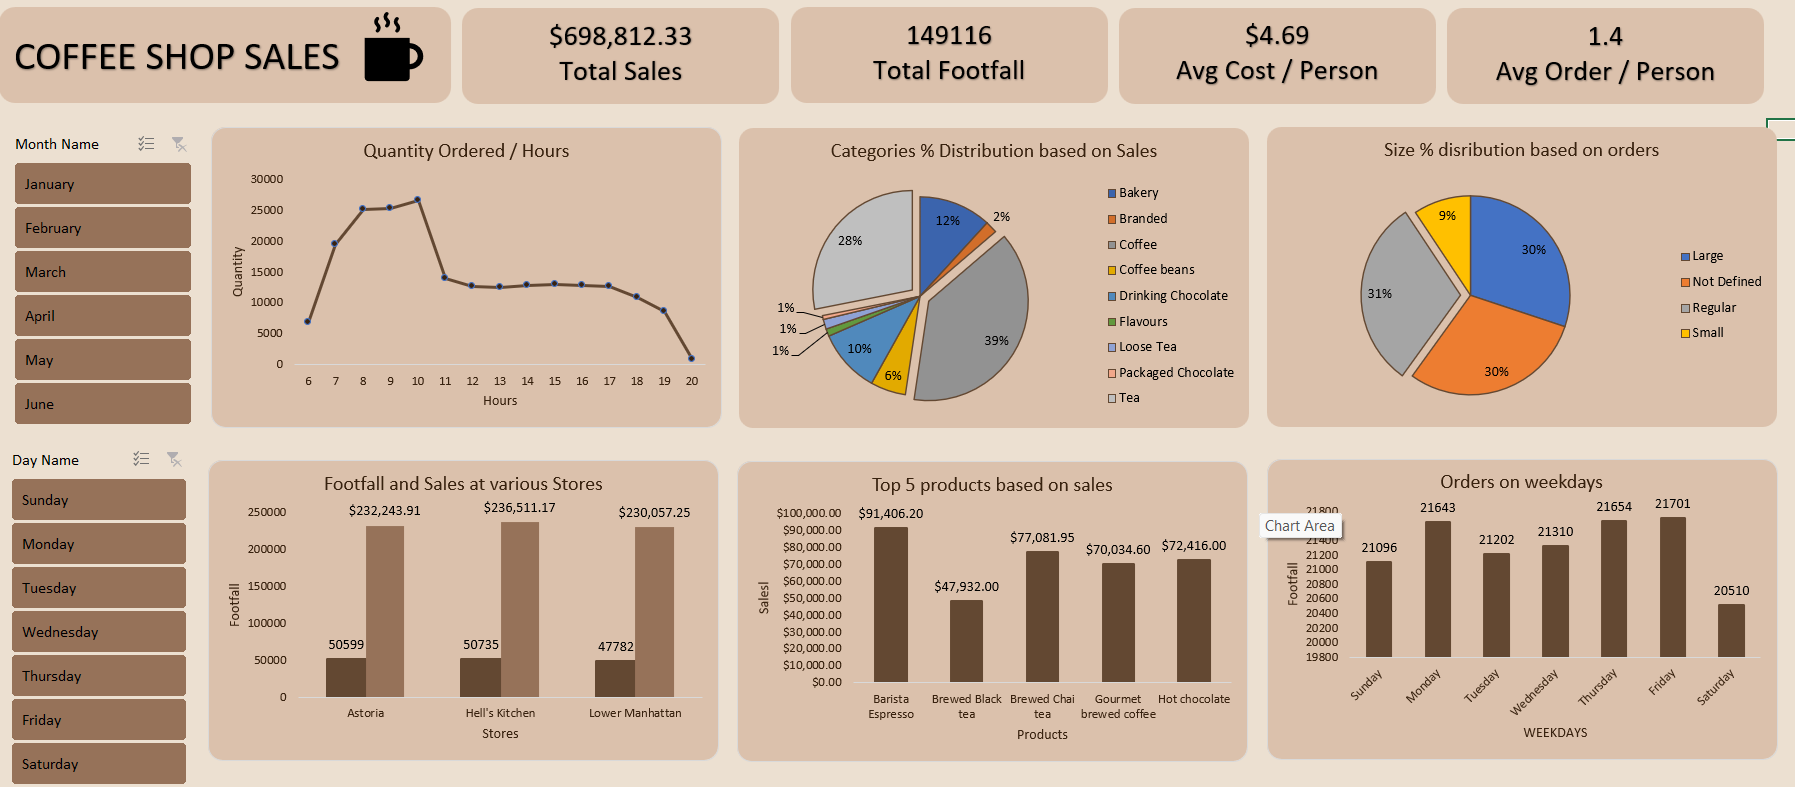 COFFEE SHOP SALES
$698,812.33
Total Sales
149116
Total Footfall
$4.69
Avg Cost / Person
1.4
Avg Order / Person
Month Name
January
February
March
April
May
June
Day Name
Sunday
Monday
Tuesday
Wednesday
Thursday
Friday
Saturday
Quantity Ordered / Hours
30000
25000
20000
15000
10000
5000
0
Quantity
6 7 8 9 10 11 12 13 14 15 16 17 18 19 20
Hours
Categories % Distribution based on Sales
12%
2%
39%
6%
10%
1%
1%
1%
28%
Bakery
Branded
Coffee
Coffee beans
Drinking Chocolate
Flavours
Loose Tea
Packaged Chocolate
Tea
Size % disribution based on orders
30%
30%
31%
9%
Large
Not Defined
Regular
Small
Footfall and Sales at various Stores
250000
200000
150000
100000
50000
0
Footfall
$232,243.91
$236,511.17
$230,057.25
50599
50735
47782
Astoria
Hell's Kitchen
Lower Manhattan
Stores
Top 5 products based on sales
$100,000.00
$90,000.00
$80,000.00
$70,000.00
$60,000.00
$50,000.00
$40,000.00
$30,000.00
$20,000.00
$10,000.00
$0.00
Salesl
$91,406.20
$47,932.00
$77,081.95
$70,034.60
$72,416.00
Barista
Espresso
Brewed Black
tea
Brewed Chai
tea
Gourmet
brewed coffee
Hot chocolate
Products
Orders on weekdays
21800
Chart Area
21400
21200
21000
20800
20600
20400
20200
20000
19800
Footfall
21096
21643
21202
21310
21654
21701
20510
Sunday
Monday
Tuesday
Wednesday
Thursday
Friday
Saturday
WEEKDAYS